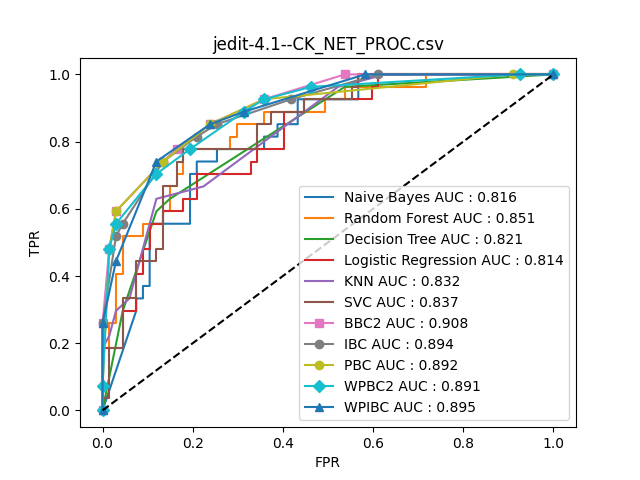 jedit-4.1--CK_NET_PROC.csv
TPR
1.0
0.8
0.6
0.4
0.2
0.0
Naive Bayes AUC : 0.816
Random Forest AUC : 0.851
Decision Tree AUC : 0.821
Logistic Regression AUC : 0.814
KNN AUC : 0.832
SVC AUC : 0.837
BBC2 AUC : 0.908
IBC AUC : 0.894
PBC AUC : 0.892
WPBC2 AUC : 0.891
WPIBC AUC : 0.895
0.0 0.2 0.4 0.6 0.8 1.0
FPR